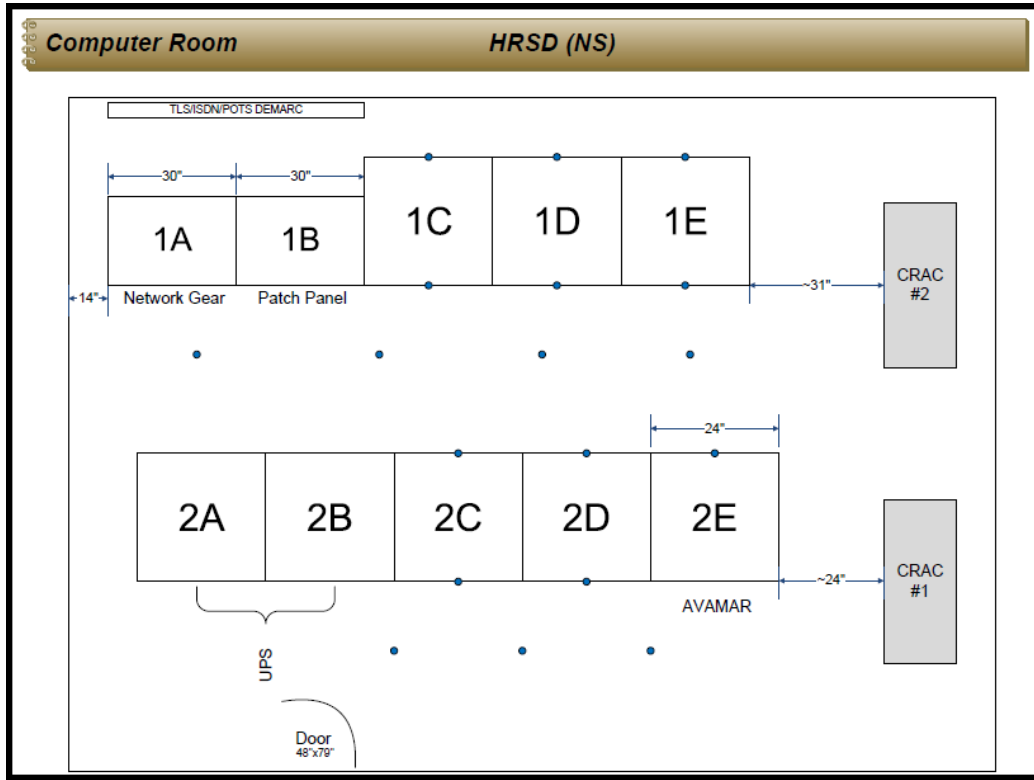 Computer Room HRSD (NS)
TLS/ISDN/POTS DEMARC
30" 30"
1A 1B 1C 1D 1E
14" Network Gear Patch Panel ~31" CRAC
#2
24"
2A 2B 2C 2D 2E
~24" CRAC
#1
AVAMAR
UPS
Door
48"x79"